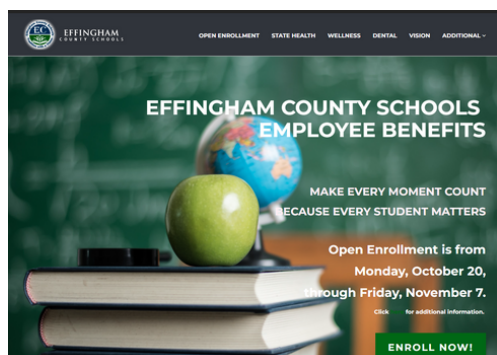 EC
EFFINGHAM
COUNTY SCHOOLS
OPEN ENROLLMENT STATE HEALTH WELLNESS DENTAL VISION ADDITIONAL
EFFINGHAM COUNTY SCHOOLS
EMPLOYEE BENEFITS
MAKE EVERY MOMENT COUNT
BECAUSE EVERY STUDENT MATTERS
Open Enrollment is from
Monday, October 20,
through Friday, November 7.
Click for additional information.
ENROLL NOW!